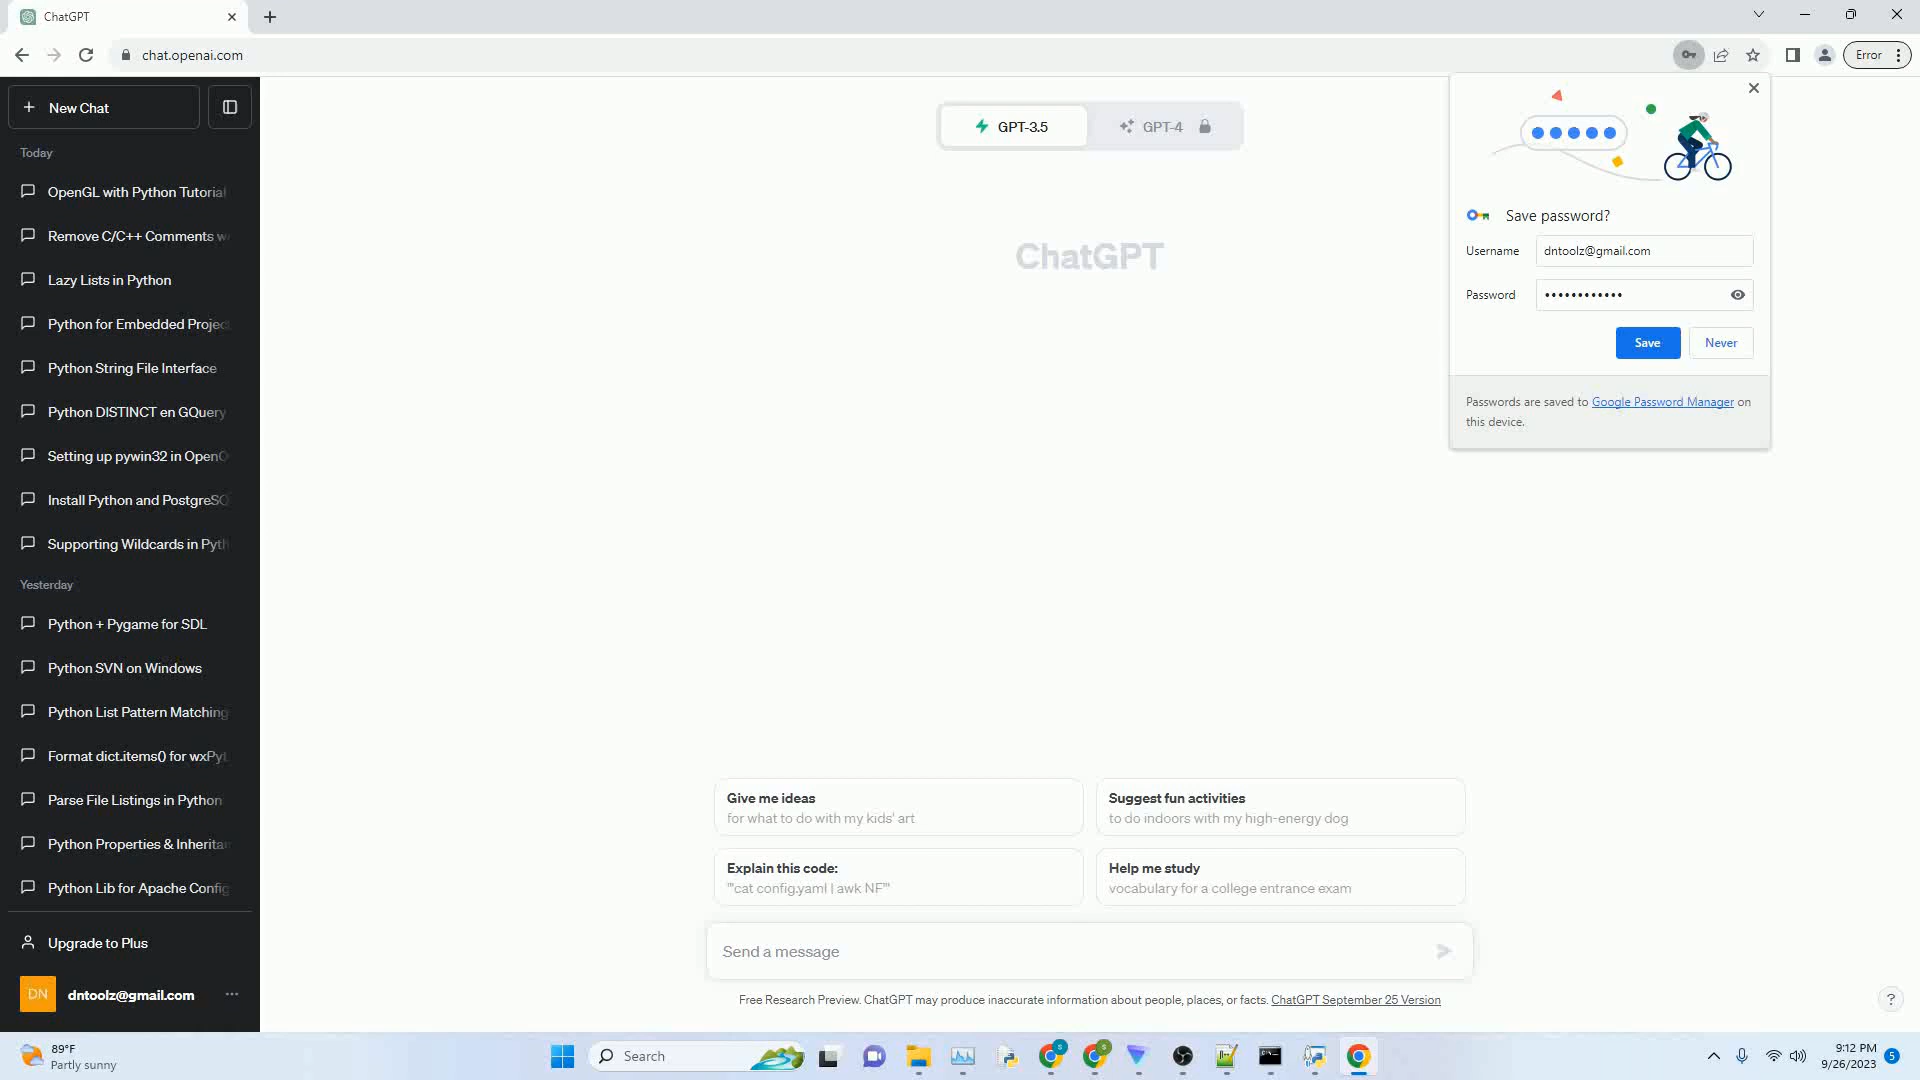 ChatGPT
chat.openai.com
Error
New Chat
Today
OpenGL with Python Tutorial
Remove C/C++ Comments w
Lazy Lists in Python
Python for Embedded Projec
Python String File Interface
Python DISTINCT en GQuery
Setting up pywin32 in OpenO
Install Python and PostgreSQ
Supporting Wildcards in Pyth
Yesterday
Python + Pygame for SDL
Python SVN on Windows
Python List Pattern Matching
Format dict.items() for wxPyt
Parse File Listings in Python
Python Properties & Inheritan
Python Lib for Apache Config
Upgrade to Plus
DN
dntoolz@gmail.com
GPT-3.5
GPT-4
ChatGPT
Save password?
Username
dntoolz@gmail.com
Password
••••••••••••
Save
Never
Passwords are saved to Google Password Manager on
this device.
Give me ideas
for what to do with my kids' art
Suggest fun activities
to do indoors with my high-energy dog
Explain this code:
"'cat config.yaml | awk NF'"
Help me study
vocabulary for a college entrance exam
Send a message
Free Research Preview. ChatGPT may produce inaccurate information about people, places, or facts. ChatGPT September 25 Version
?
89°F
Partly sunny
Search
S
S
9:12 PM
9/26/2023
5